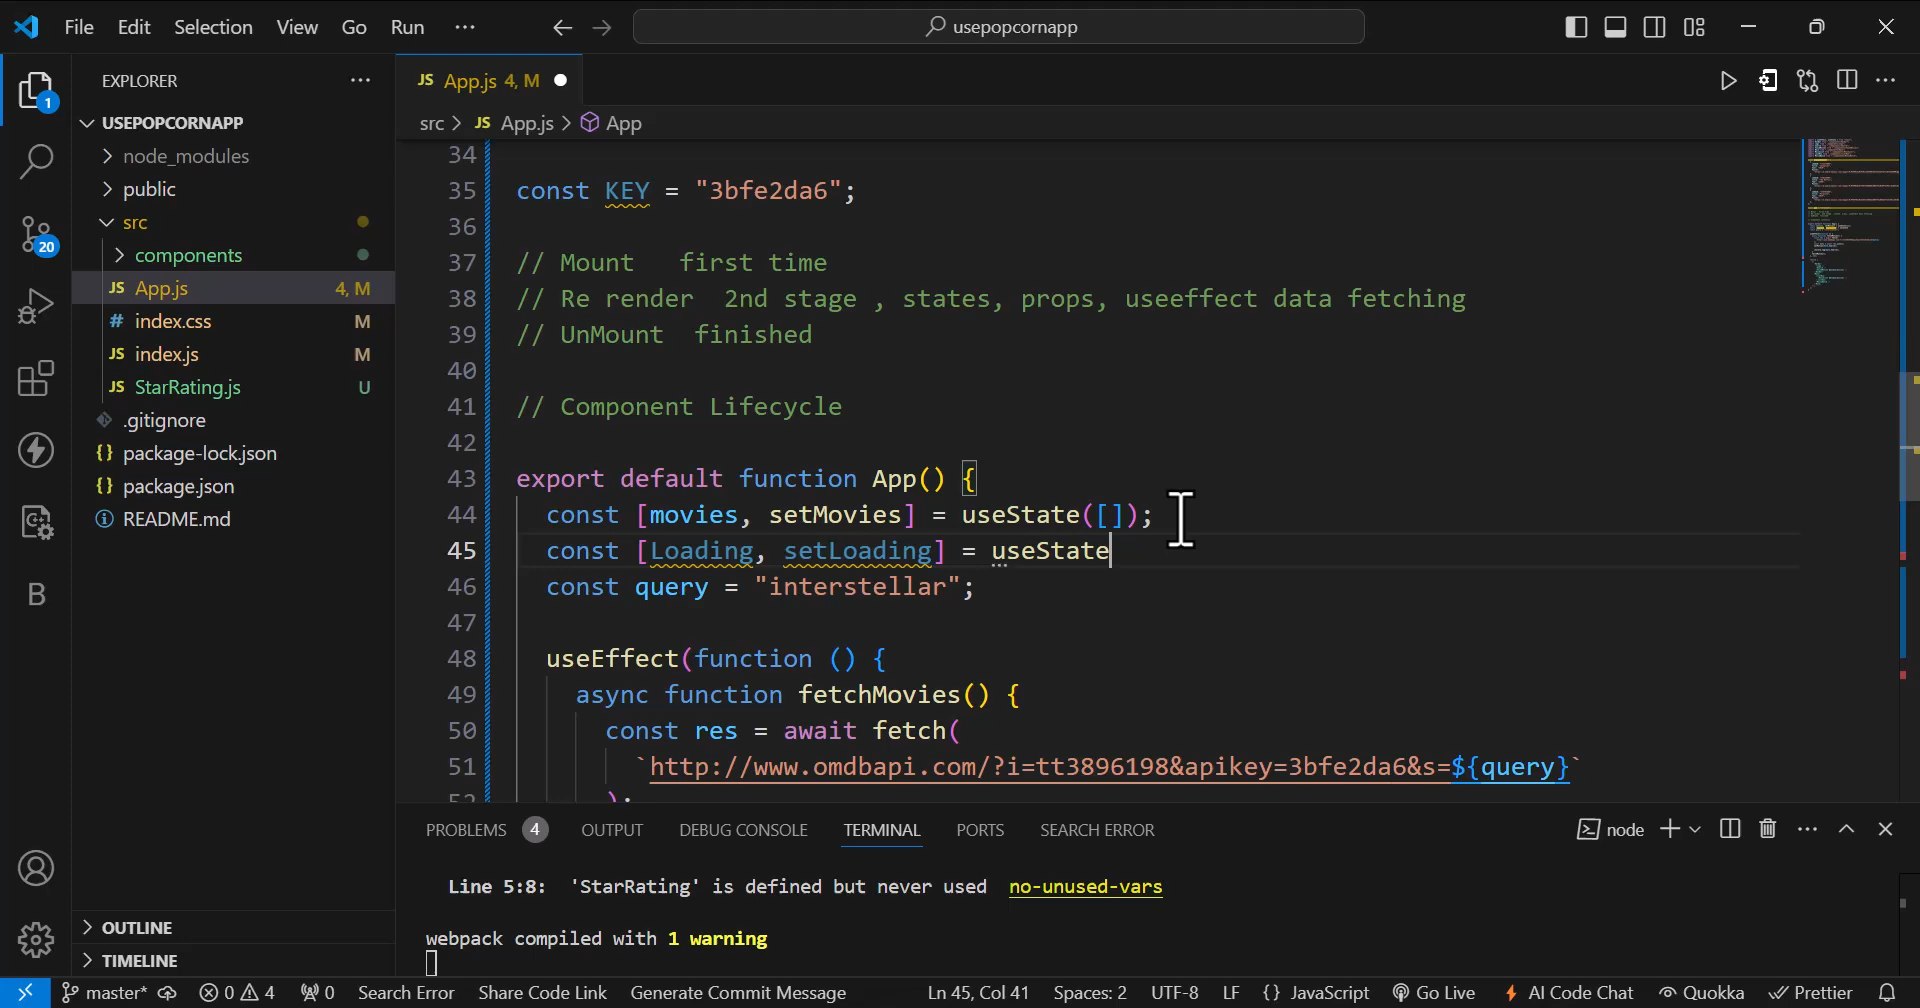 File Edit Selection View Go Run ···
usepopcornapp
EXPLORER ···
USEPOPCORNAPP
node_modules
public
src
components
JS App.js 4, M
# index.css M
JS index.js M
JS StarRating.js U
.gitignore
{} package-lock.json
{} package.json
README.md
OUTLINE
TIMELINE
1
20
B
JS App.js 4, M
src > JS App.js > App
34
35 const KEY = "3bfe2da6";
36
37 // Mount   first time
38 // Re render  2nd stage , states, props, useeffect data fetching
39 // UnMount  finished
40
41 // Component Lifecycle
42
43 export default function App() {
44 const [movies, setMovies] = useState([]);
45 const [Loading, setLoading] = useState
46 const query = "interstellar";
47
48 useEffect(function () {
49 async function fetchMovies() {
50 const res = await fetch(
51 `http://www.omdbapi.com/?i=tt3896198&apikey=3bfe2da6&s=${query}`
52 );
PROBLEMS 4 OUTPUT DEBUG CONSOLE TERMINAL PORTS SEARCH ERROR node
Line 5:8:  'StarRating' is defined but never used  no-unused-vars
webpack compiled with 1 warning
master* 0 4 0 Search Error Share Code Link Generate Commit Message Ln 45, Col 41 Spaces: 2 UTF-8 LF {} JavaScript Go Live AI Code Chat Quokka Prettier